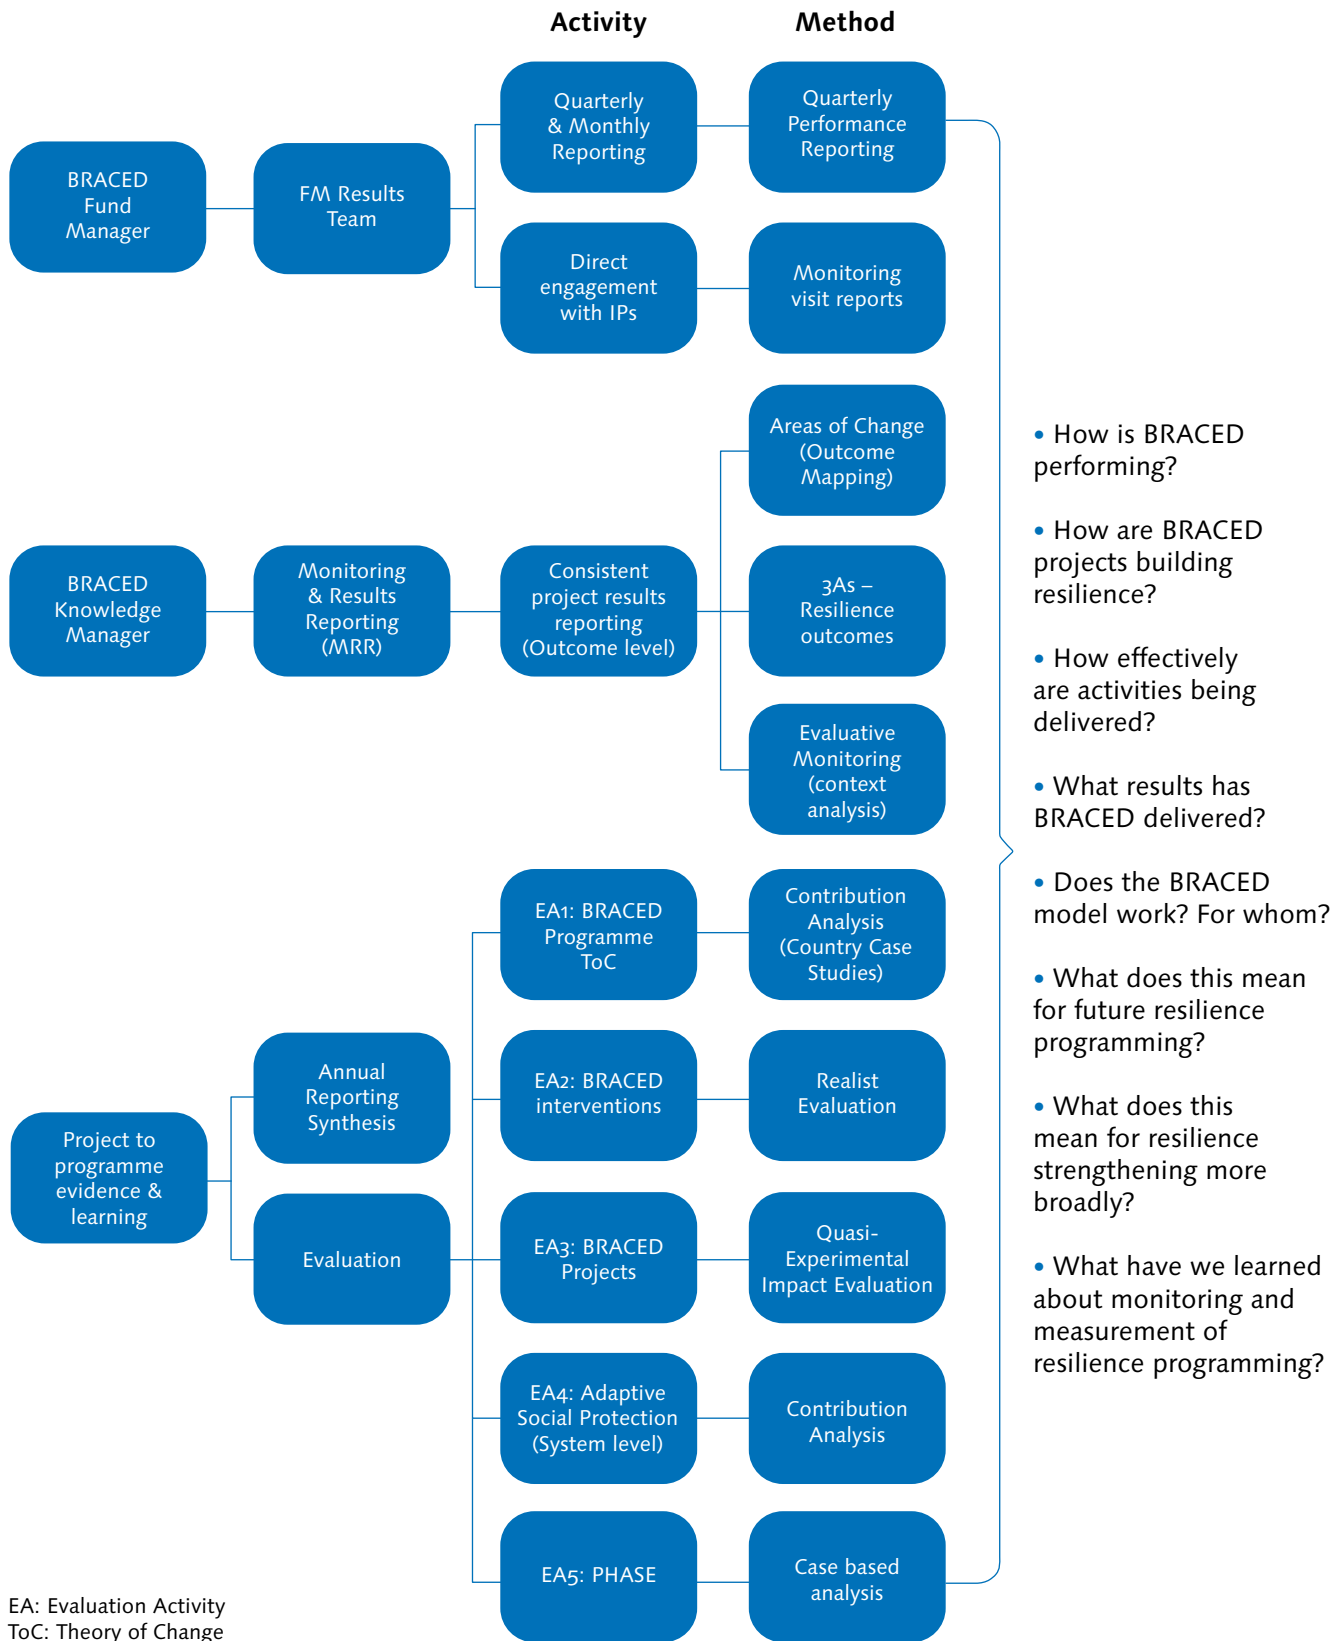 Activity
Method
BRACED
Fund
Manager
FM Results
Team
Quarterly
& Monthly
Reporting
Quarterly
Performance
Reporting
Direct
engagement
with IPs
Monitoring
visit reports
BRACED
Knowledge
Manager
Monitoring
& Results
Reporting
(MRR)
Consistent
project results
reporting
(Outcome level)
Areas of Change
(Outcome
Mapping)
3As –
Resilience
outcomes
Evaluative
Monitoring
(context
analysis)
Project to
programme
evidence &
learning
Annual
Reporting
Synthesis
Evaluation
EA1: BRACED
Programme
ToC
Contribution
Analysis
(Country Case
Studies)
EA2: BRACED
interventions
Realist
Evaluation
EA3: BRACED
Projects
Quasi-
Experimental
Impact Evaluation
EA4: Adaptive
Social Protection
(System level)
Contribution
Analysis
EA5: PHASE
Case based
analysis
• How is BRACED
performing?
• How are BRACED
projects building
resilience?
• How effectively
are activities being
delivered?
• What results has
BRACED delivered?
• Does the BRACED
model work? For whom?
• What does this mean
for future resilience
programming?
• What does this
mean for resilience
strengthening more
broadly?
• What have we learned
about monitoring and
measurement of
resilience programming?
EA: Evaluation Activity
ToC: Theory of Change